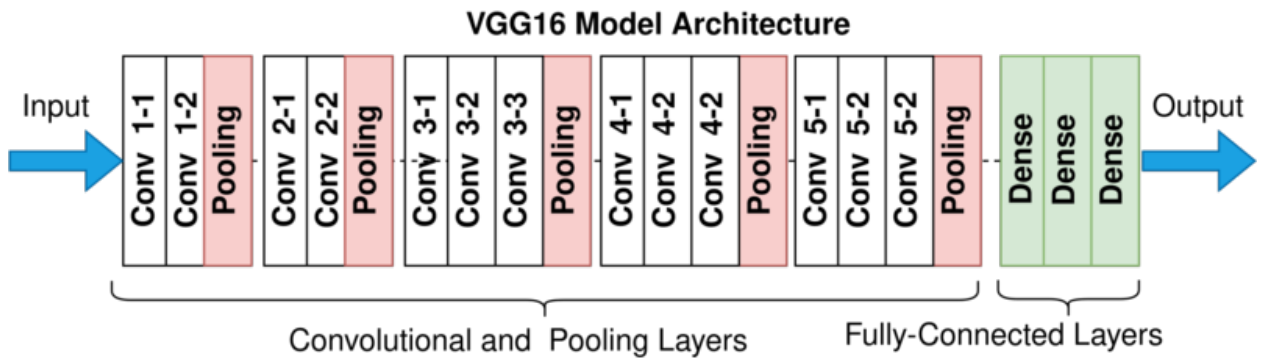 VGG16 Model Architecture
Input
Conv 1-1
Conv 1-2
Pooling
Conv 2-1
Conv 2-2
Pooling
Conv 3-1
Conv 3-2
Conv 3-3
Pooling
Conv 4-1
Conv 4-2
Conv 4-2
Pooling
Conv 5-1
Conv 5-2
Conv 5-2
Pooling
Dense
Dense
Dense
Output
Convolutional and Pooling Layers
Fully-Connected Layers